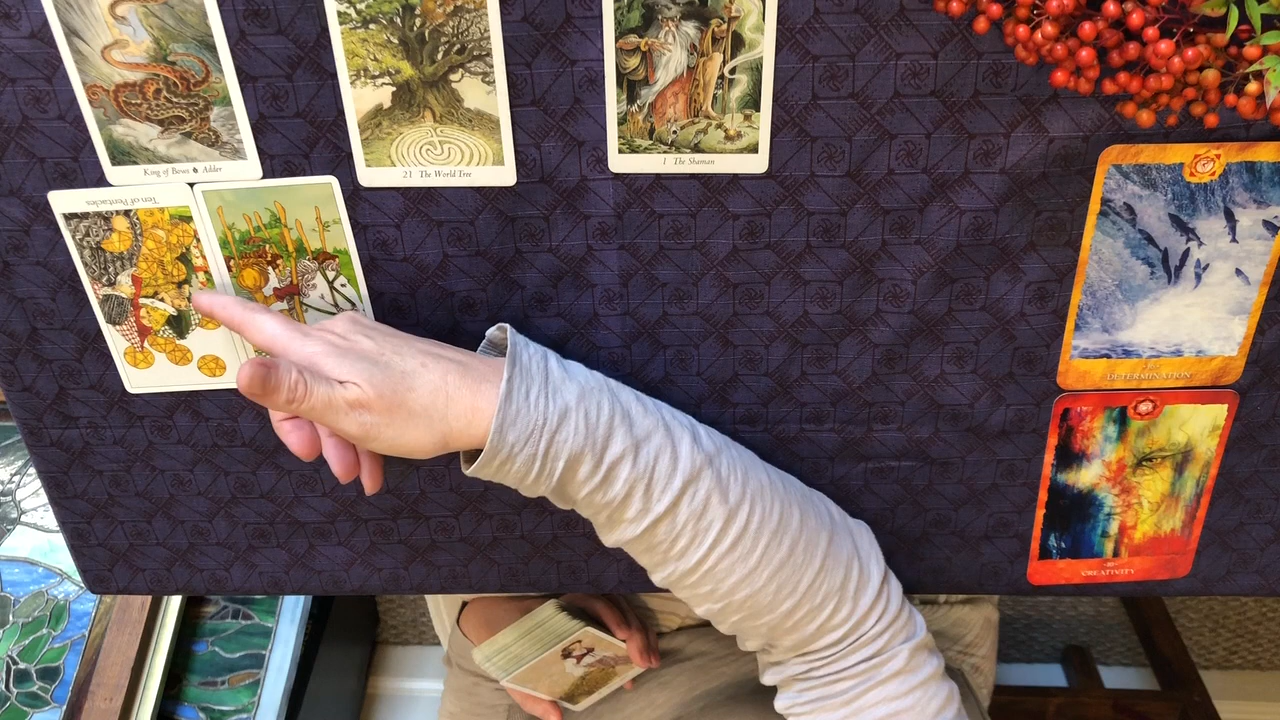 King of Bows Adder
21 The World Tree
1 The Shaman
Ten of Pentacles
DETERMINATION
CREATIVITY